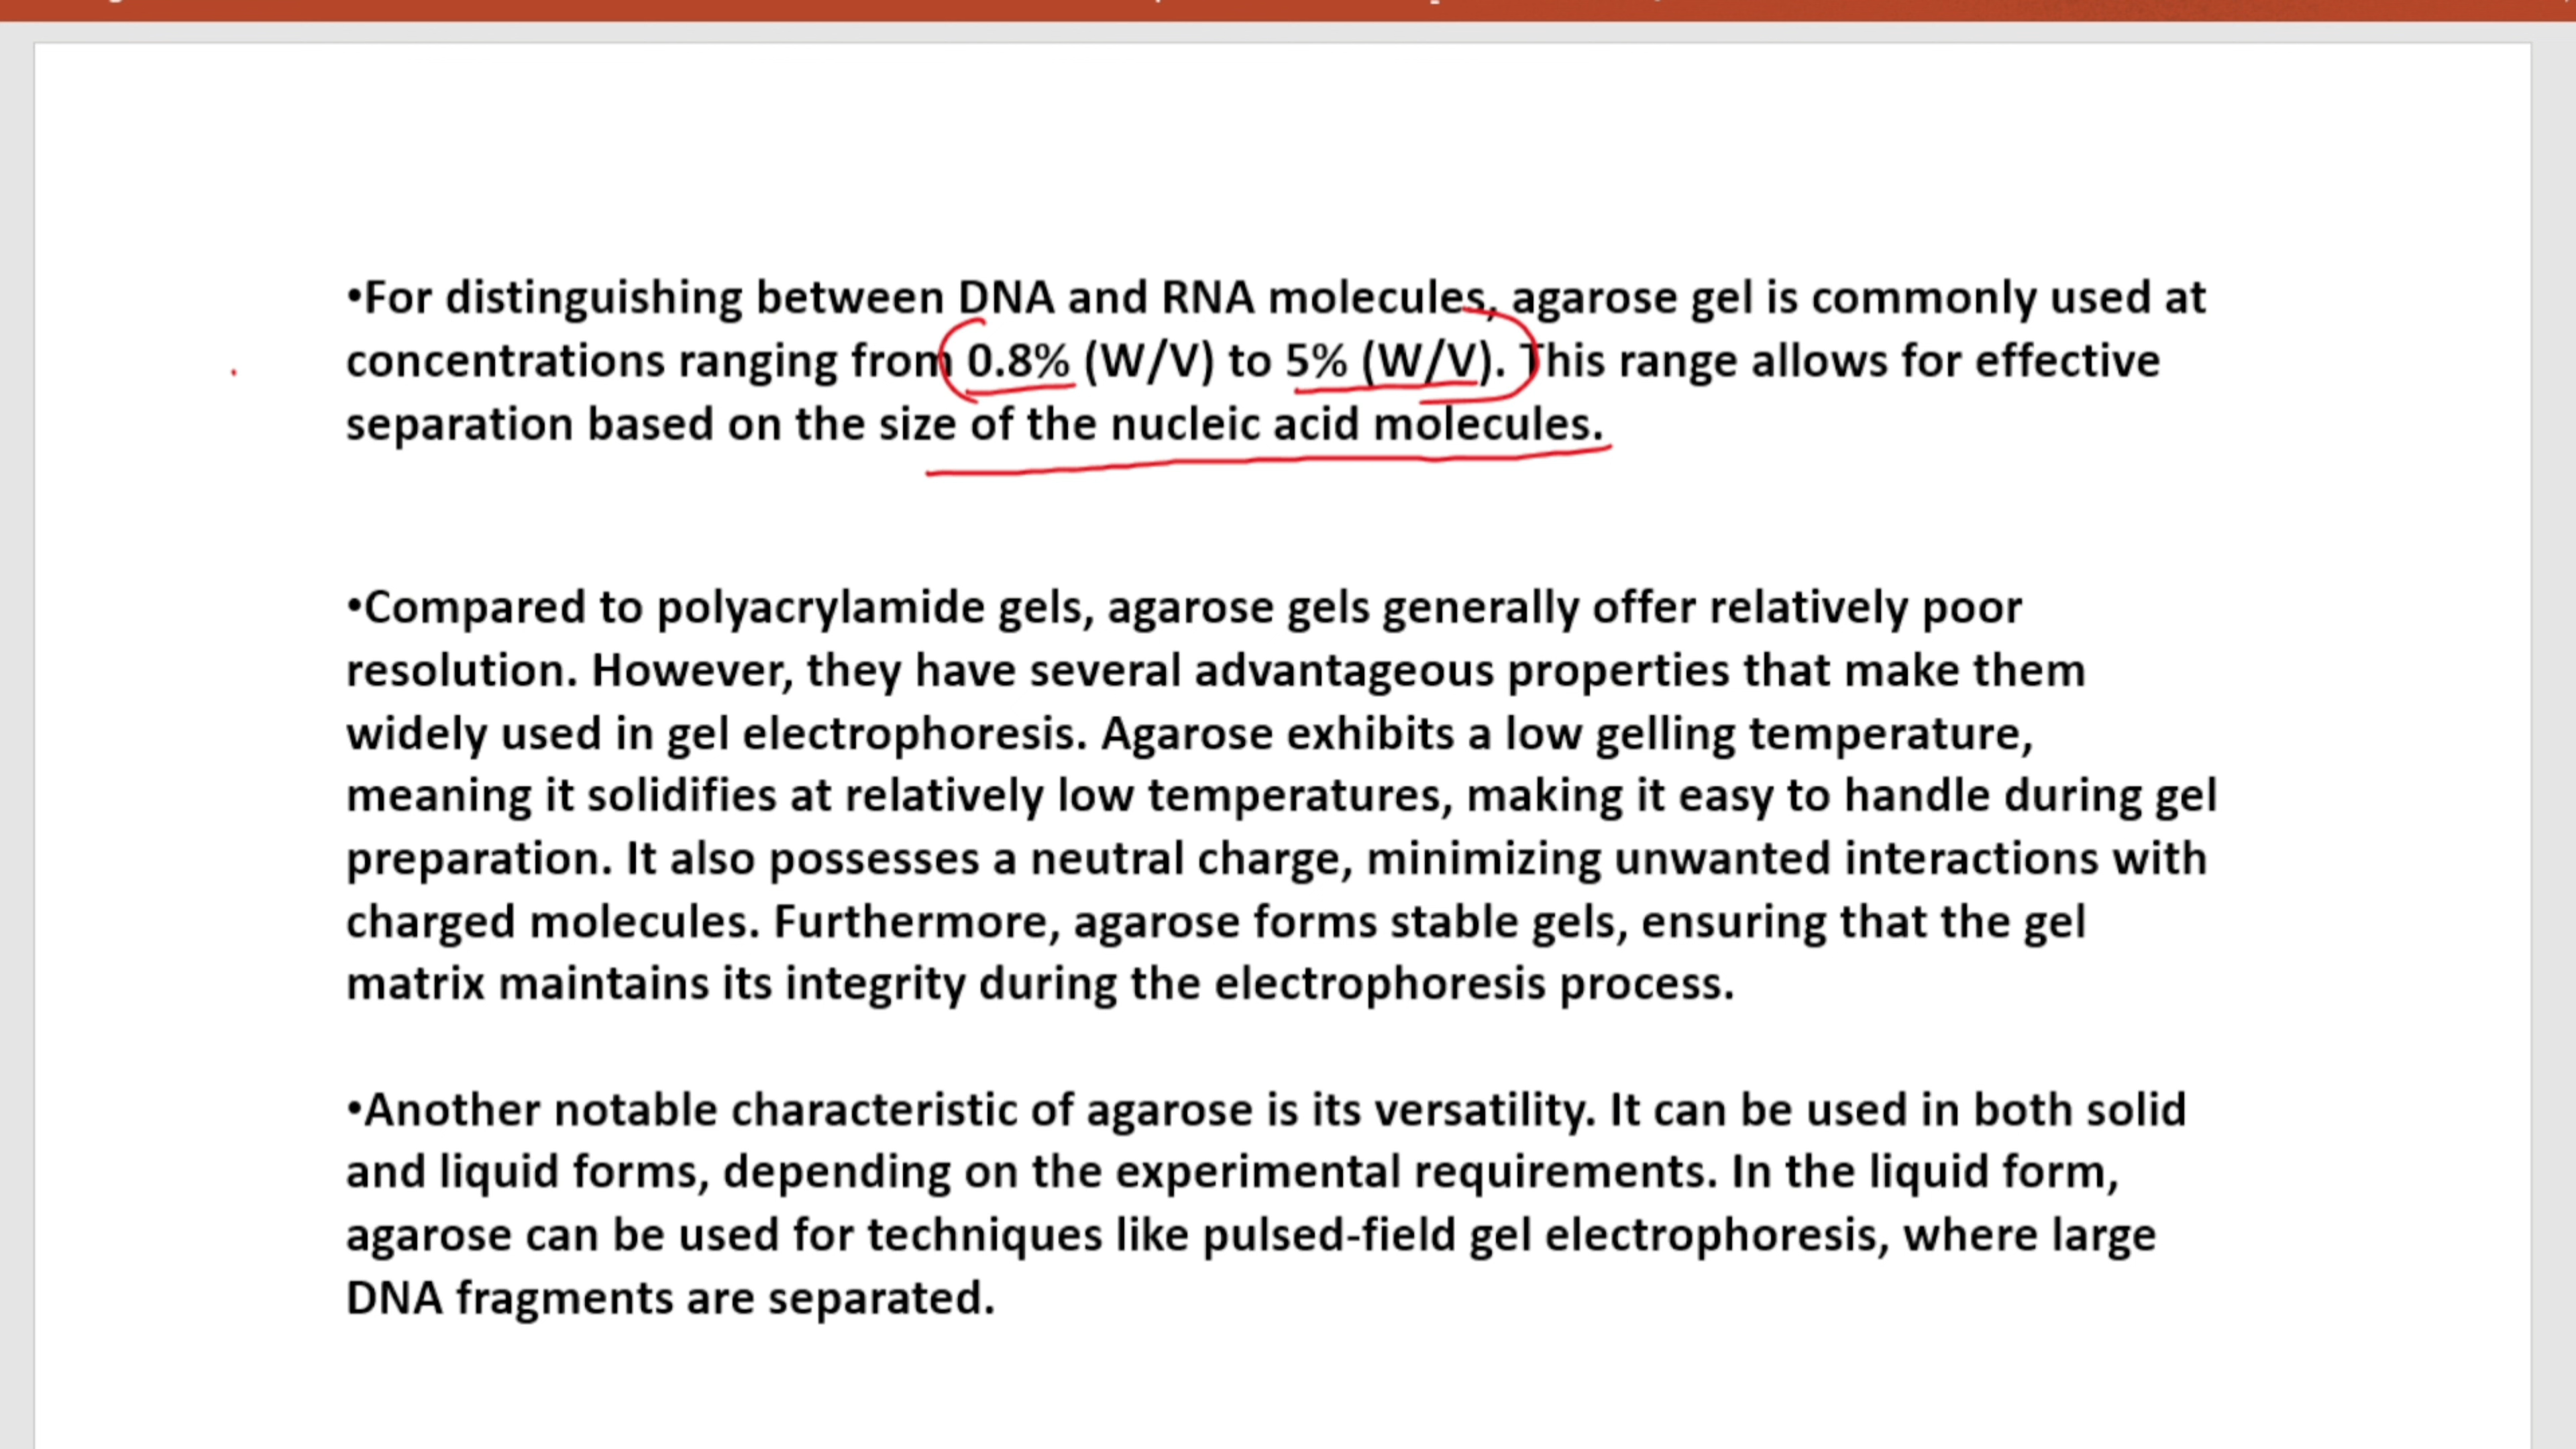 •For distinguishing between DNA and RNA molecules, agarose gel is commonly used at
concentrations ranging from 0.8% (W/V) to 5% (W/V). This range allows for effective
separation based on the size of the nucleic acid molecules.
•Compared to polyacrylamide gels, agarose gels generally offer relatively poor
resolution. However, they have several advantageous properties that make them
widely used in gel electrophoresis. Agarose exhibits a low gelling temperature,
meaning it solidifies at relatively low temperatures, making it easy to handle during gel
preparation. It also possesses a neutral charge, minimizing unwanted interactions with
charged molecules. Furthermore, agarose forms stable gels, ensuring that the gel
matrix maintains its integrity during the electrophoresis process.
•Another notable characteristic of agarose is its versatility. It can be used in both solid
and liquid forms, depending on the experimental requirements. In the liquid form,
agarose can be used for techniques like pulsed-field gel electrophoresis, where large
DNA fragments are separated.